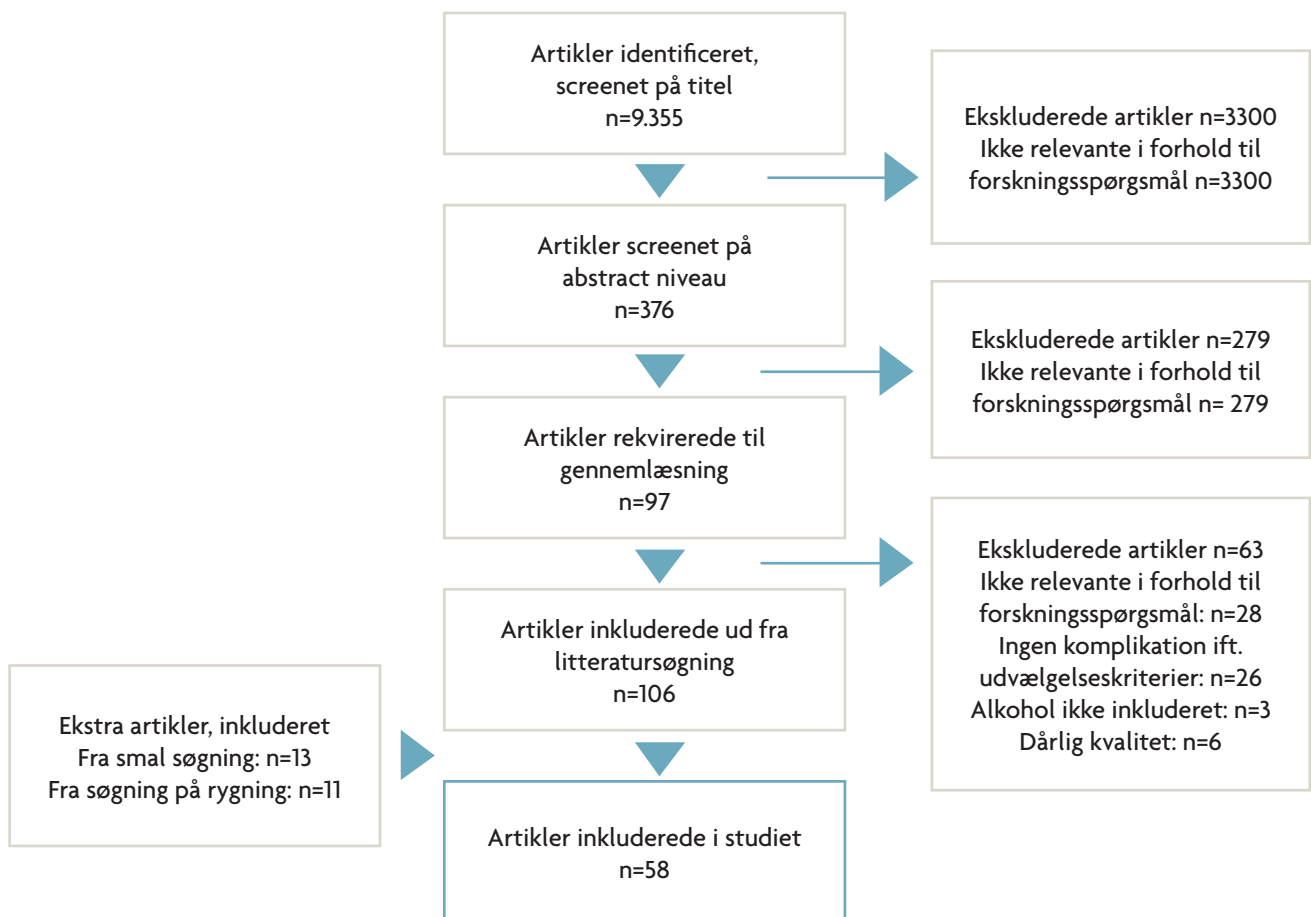 Artikler identificeret,
screenet på titel
n=9.355
Ekskluderede artikler n=3300
Ikke relevante i forhold til
forskningsspørgsmål n=3300
Artikler screenet på
abstract niveau
n=376
Ekskluderede artikler n=279
Ikke relevante i forhold til
forskningsspørgsmål n= 279
Artikler rekvirerede til
gennemlæsning
n=97
Ekskluderede artikler n=63
Ikke relevante i forhold til
forskningsspørgsmål: n=28
Ingen komplikation ift.
udvælgelseskriterier: n=26
Alkohol ikke inkluderet: n=3
Dårlig kvalitet: n=6
Artikler inkluderede ud fra
litteratursøgning
n=106
Ekstra artikler, inkluderet
Fra smal søgning: n=13
Fra søgning på rygning: n=11
Artikler inkluderede i studiet
n=58